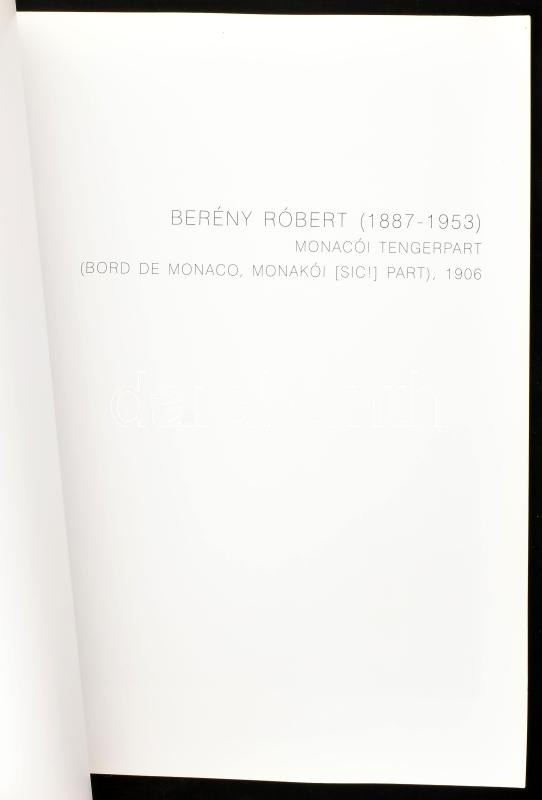 BERÉNY RÓBERT (1887-1953)
MONACÓI TENGERPART
(BORD DE MONACO, MONAKÓI [SIC!] PART), 1906